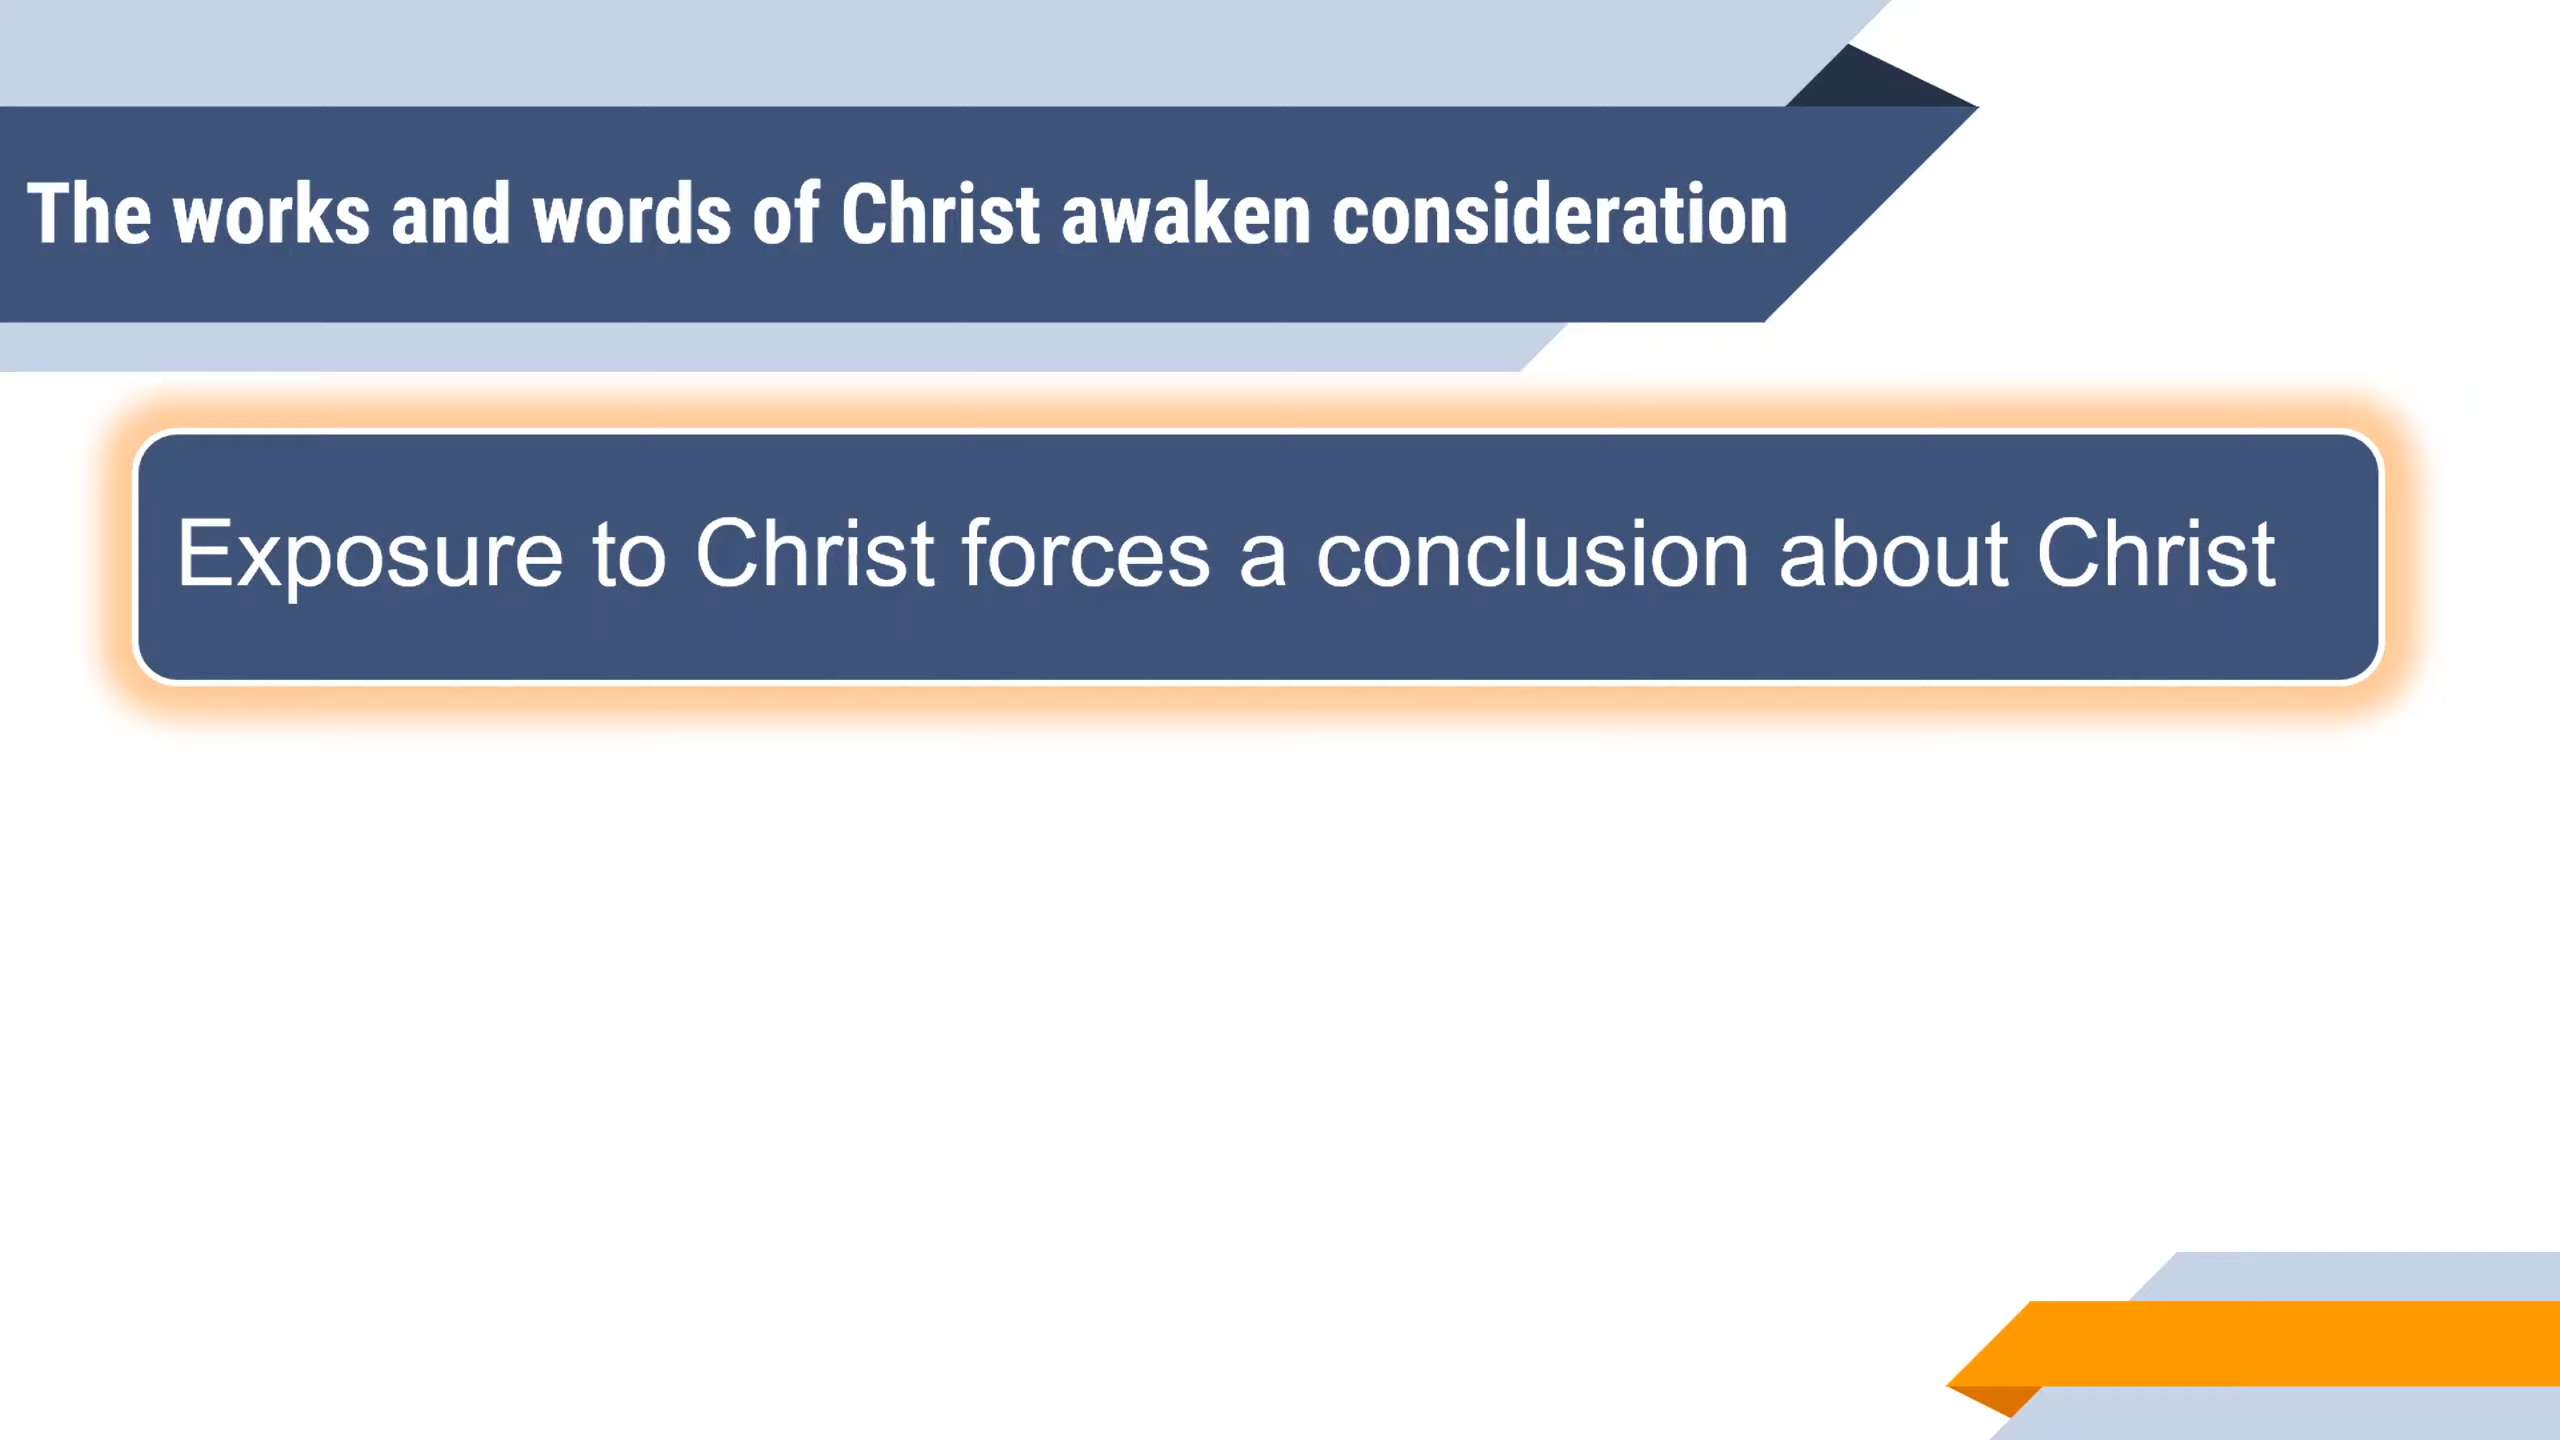 The works and words of Christ awaken consideration
Exposure to Christ forces a conclusion about Christ